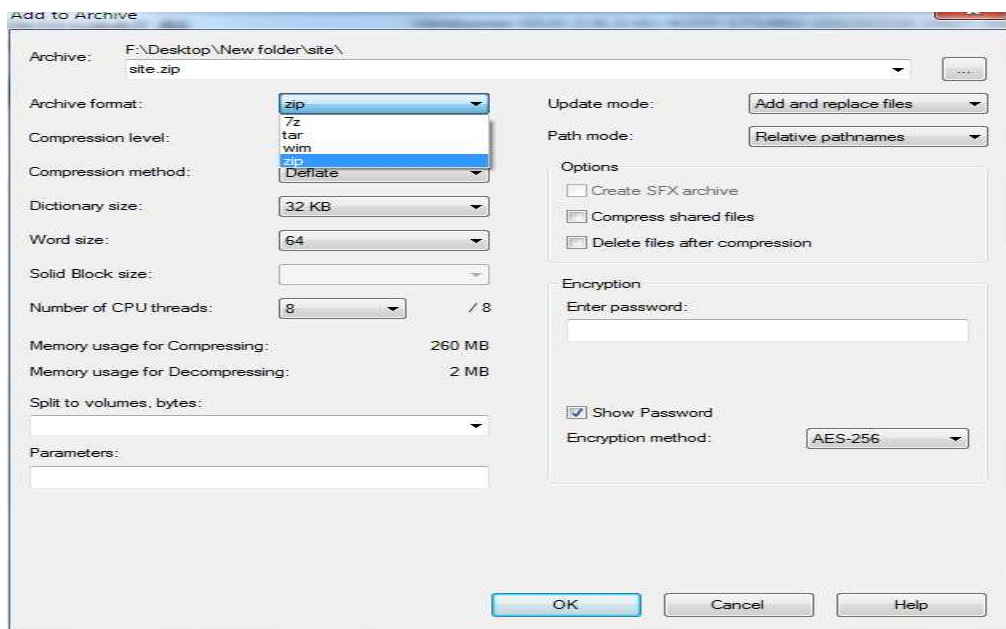 Add to Archive
Archive:
F:\Desktop\New folder\site\
site.zip
...
Archive format:
zip
7z
tar
wim
zip
Compression level:
Compression method:
Deflate
Dictionary size:
32 KB
Word size:
64
Solid Block size:
Number of CPU threads:
8
/ 8
Memory usage for Compressing:
260 MB
Memory usage for Decompressing:
2 MB
Split to volumes, bytes:
Parameters:
Update mode:
Add and replace files
Path mode:
Relative pathnames
Options
Create SFX archive
Compress shared files
Delete files after compression
Encryption
Enter password:
Show Password
Encryption method:
AES-256
OK
Cancel
Help